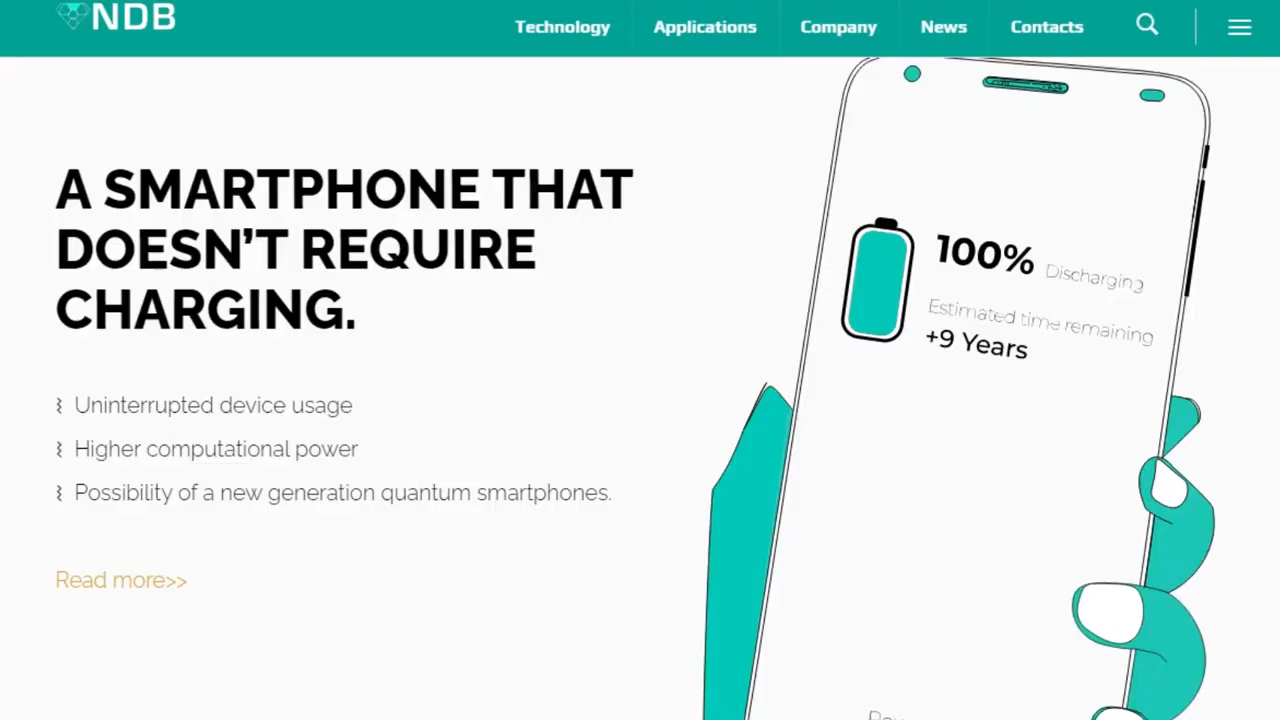 NDB
Technology
Applications
Company
News
Contacts
A SMARTPHONE THAT
DOESN’T REQUIRE
CHARGING.
Uninterrupted device usage
Higher computational power
Possibility of a new generation quantum smartphones.
Read more>>
100% Discharging
Estimated time remaining
+9 Years